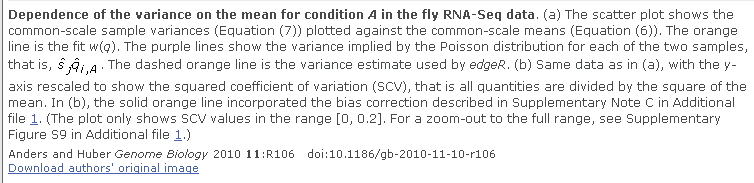 Dependence of the variance on the mean for condition A in the fly RNA-Seq data. (a) The scatter plot shows the
common-scale sample variances (Equation (7)) plotted against the common-scale means (Equation (6)). The orange
line is the fit w(q). The purple lines show the variance implied by the Poisson distribution for each of the two samples,
that is, ŝ_j q̂_{i,A}. The dashed orange line is the variance estimate used by edgeR. (b) Same data as in (a), with the y-
axis rescaled to show the squared coefficient of variation (SCV), that is all quantities are divided by the square of the
mean. In (b), the solid orange line incorporated the bias correction described in Supplementary Note C in Additional
file 1. (The plot only shows SCV values in the range [0, 0.2]. For a zoom-out to the full range, see Supplementary
Figure S9 in Additional file 1.)
Anders and Huber Genome Biology 2010 11:R106 doi:10.1186/gb-2010-11-10-r106
Download authors' original image